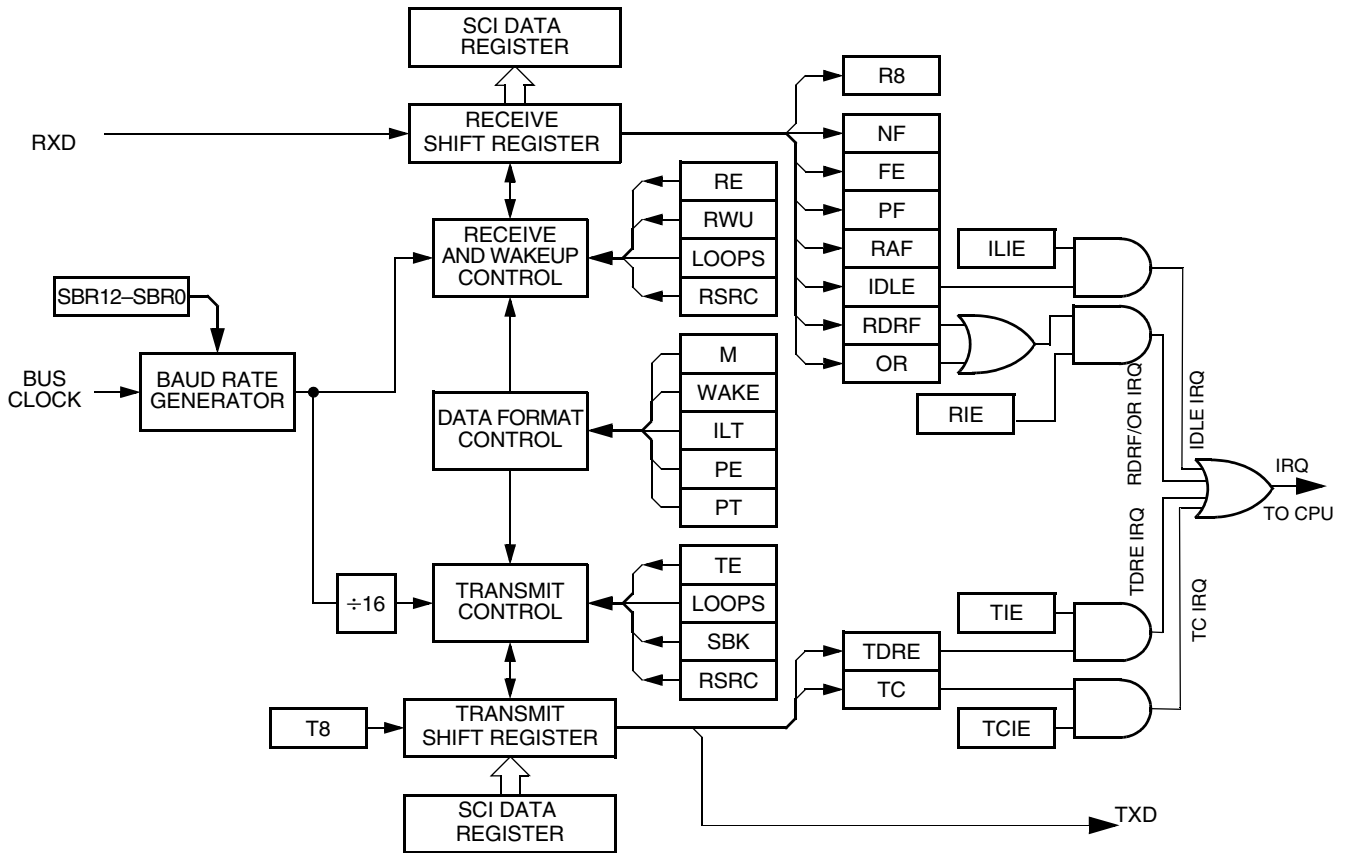 SCI DATA
REGISTER
R8
RXD
RECEIVE
SHIFT REGISTER
NF
FE
PF
RAF
IDLE
RDRF
OR
RE
RWU
LOOPS
RSRC
RECEIVE
AND WAKEUP
CONTROL
ILIE
RIE
SBR12–SBR0
BUS
CLOCK
BAUD RATE
GENERATOR
M
WAKE
ILT
PE
PT
DATA FORMAT
CONTROL
RDRF/OR IRQ
IDLE IRQ
TDRE IRQ
TC IRQ
IRQ
TO CPU
÷16
TRANSMIT
CONTROL
TE
LOOPS
SBK
RSRC
TIE
TDRE
TC
TCIE
T8
TRANSMIT
SHIFT REGISTER
SCI DATA
REGISTER
TXD